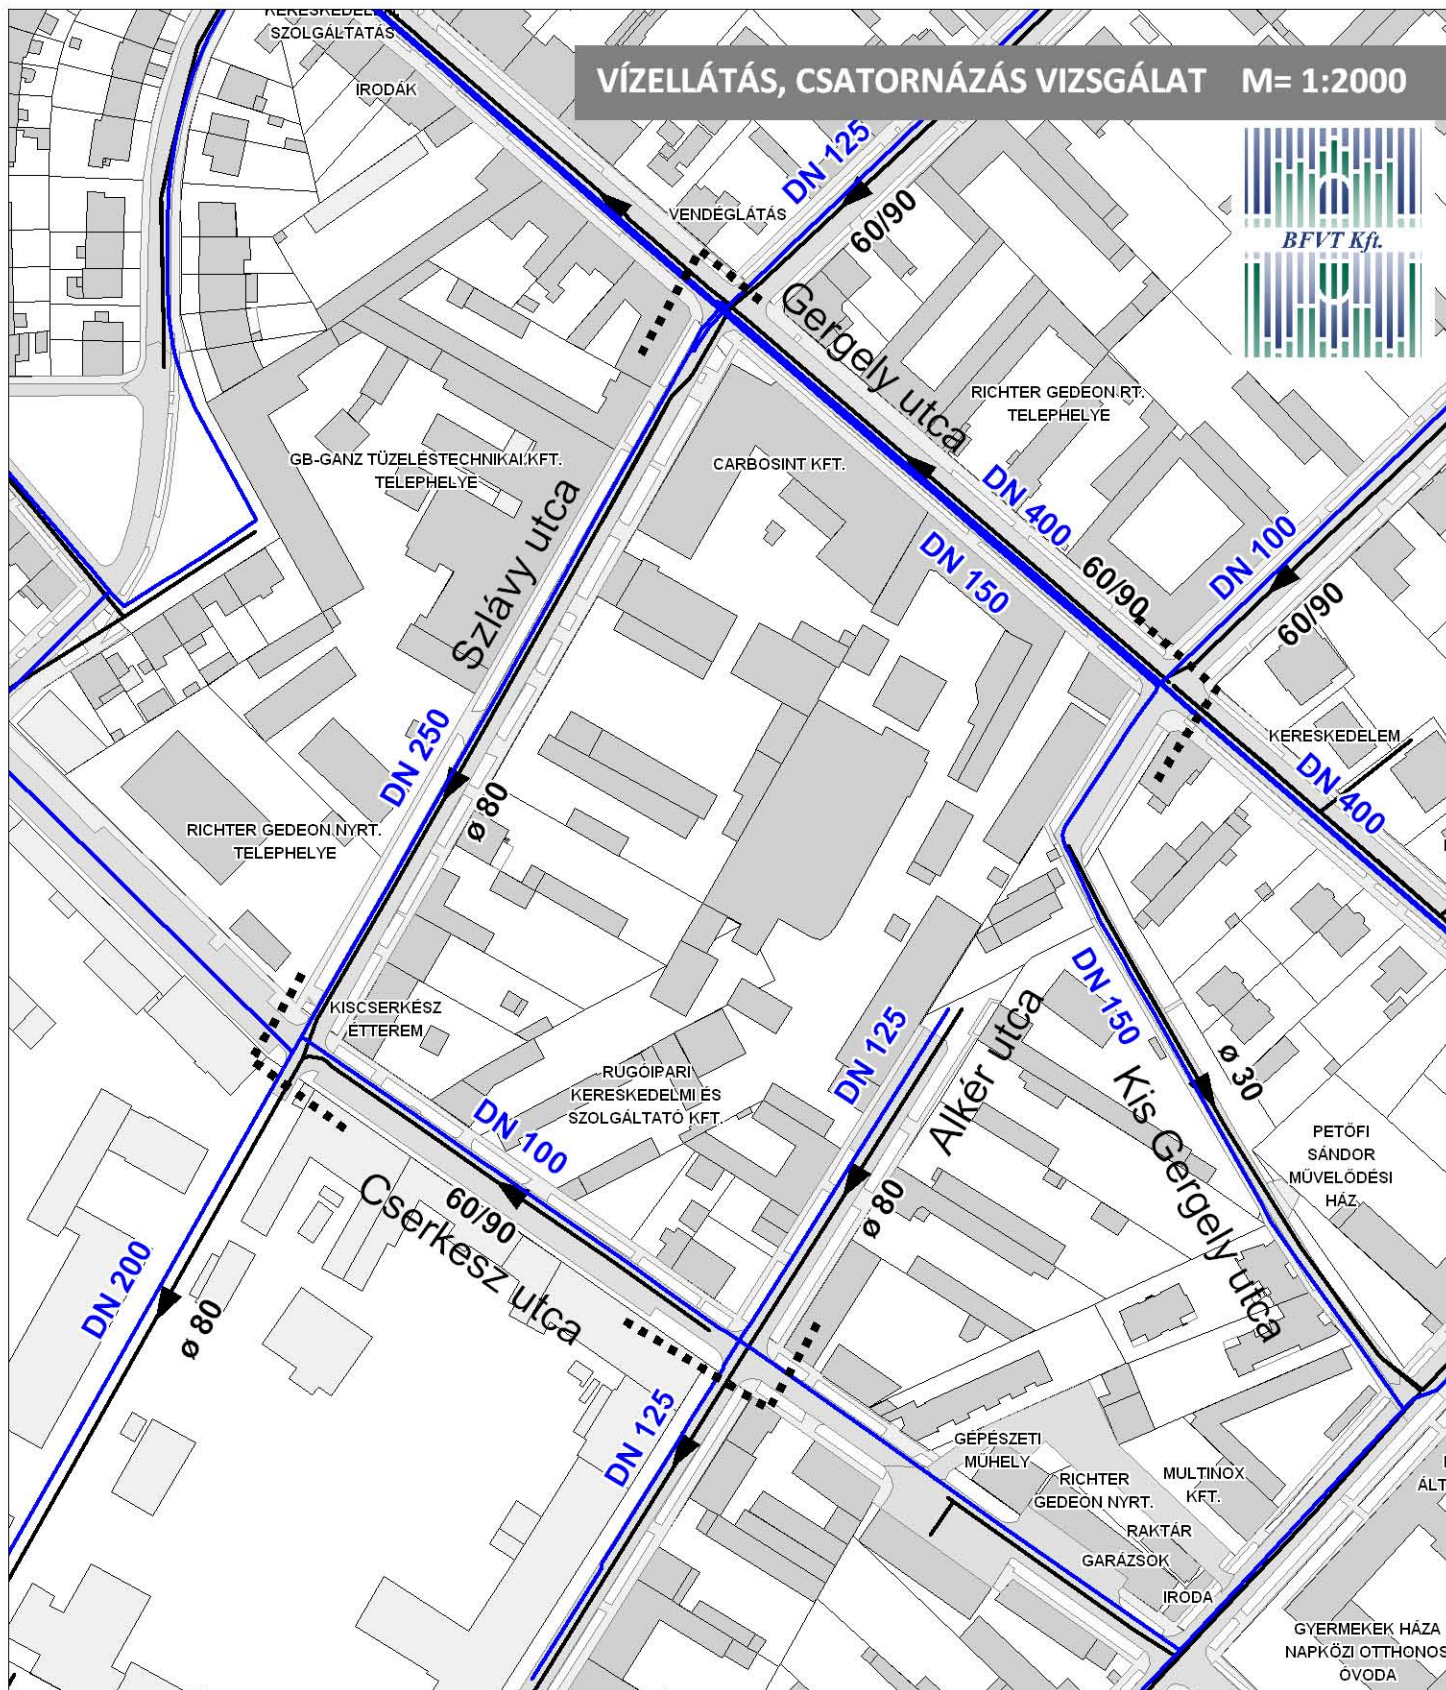 KERESKEDELEM,
SZOLGÁLTATÁS
VÍZELLÁTÁS, CSATORNÁZÁS VIZSGÁLAT M= 1:2000
IRODÁK
DN 125
BFVT Kft.
VENDÉGLÁTÁS
60/90
Gergely utca
RICHTER GEDEON RT.
TELEPHELYE
GB-GANZ TÜZELÉSTECHNIKAI KFT.
TELEPHELYE
CARBOSINT KFT.
Szlávy utca
DN 400
DN 150
60/90
DN 100
60/90
DN 250
ø 80
KERESKEDELEM
DN 400
RICHTER GEDEON NYRT.
TELEPHELYE
KISCSERKÉSZ
ÉTTEREM
DN 125
Alkér utca
DN 150
ø 30
Kis Gergely utca
RUGÓIPARI
KERESKEDELMI ÉS
SZOLGÁLTATÓ KFT.
DN 100
60/90
Cserkesz utca
ø 80
PETŐFI
SÁNDOR
MŰVELŐDÉSI
HÁZ
DN 200
ø 80
DN 125
GÉPÉSZETI
MŰHELY
RICHTER
GEDEON NYRT.
MULTINOX
KFT.
ÁLT
RAKTÁR
GARÁZSOK
IRODA
GYERMEKEK HÁZA
NAPKÖZI OTTHONOS
ÓVODA